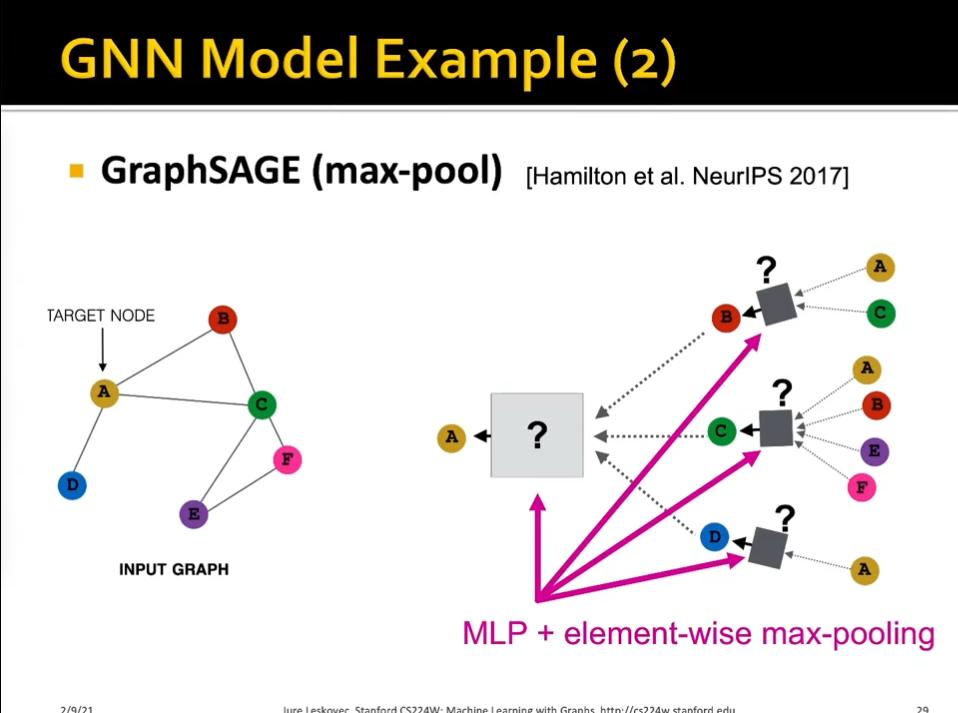 GNN Model Example (2)
GraphSAGE (max-pool) [Hamilton et al. NeurIPS 2017]
TARGET NODE
A
B
C
D
E
F
INPUT GRAPH
A
?
B
?
A
C
C
?
A
B
E
F
D
?
A
MLP + element-wise max-pooling
2/9/21 Jure Leskovec, Stanford CS224W: Machine Learning with Graphs, http://cs224w.stanford.edu 29